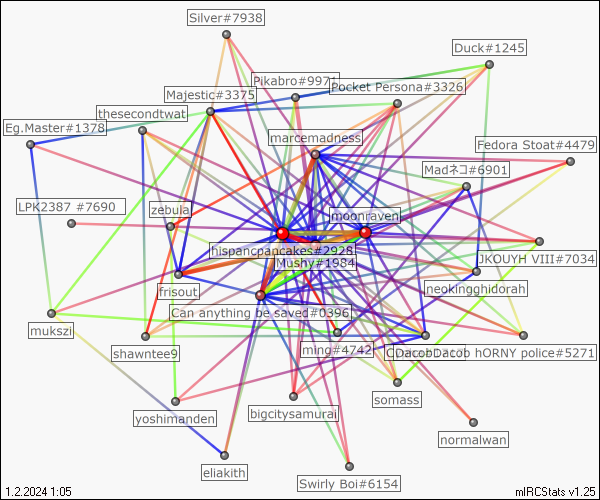 Silver#7938
Duck#1245
Pikabro#997
Majestic#3375
Pocket Persona#3326
thesecondtwat
Eg.Master#1378
marcemadness
Fedora Stoat#4479
Madネコ#6901
LPK2387 #7690
zebula
moonraven
hispancpancakes#2928
JKOUYH VIII#7034
Mushy#1984
frisout
neokingghidorah
Can anything be saved#0396
mukszi
ming#4742
hORNY police#5271
shawntee9
somass
yoshimanden
bigcitysamurai
normalwan
eliakith
Swirly Boi#6154
1.2.2024 1:05
mIRCStats v1.25